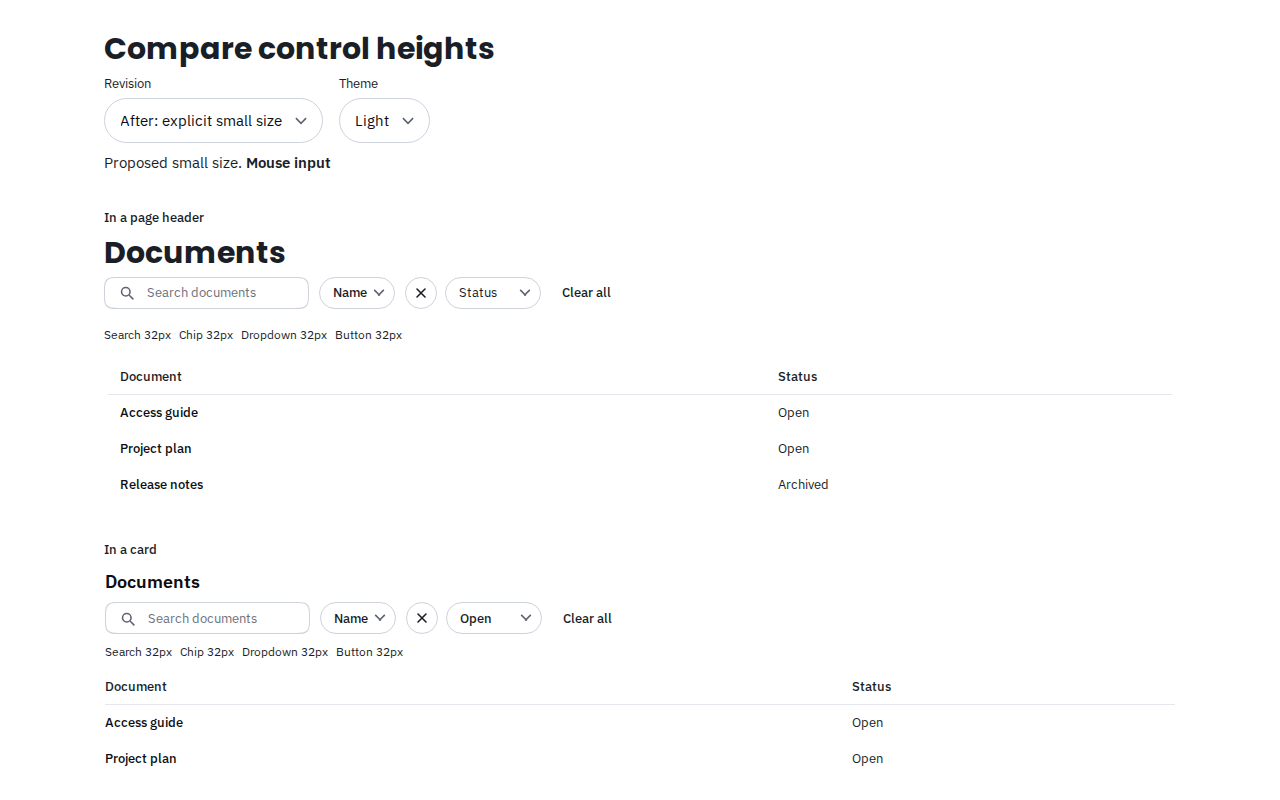 Compare control heights
Revision Theme
After: explicit small size Light
Proposed small size. Mouse input
In a page header
Documents
Search documents Name Status Clear all
Search 32px Chip 32px Dropdown 32px Button 32px
Document Status
Access guide Open
Project plan Open
Release notes Archived
In a card
Documents
Search documents Name Open Clear all
Search 32px Chip 32px Dropdown 32px Button 32px
Document Status
Access guide Open
Project plan Open